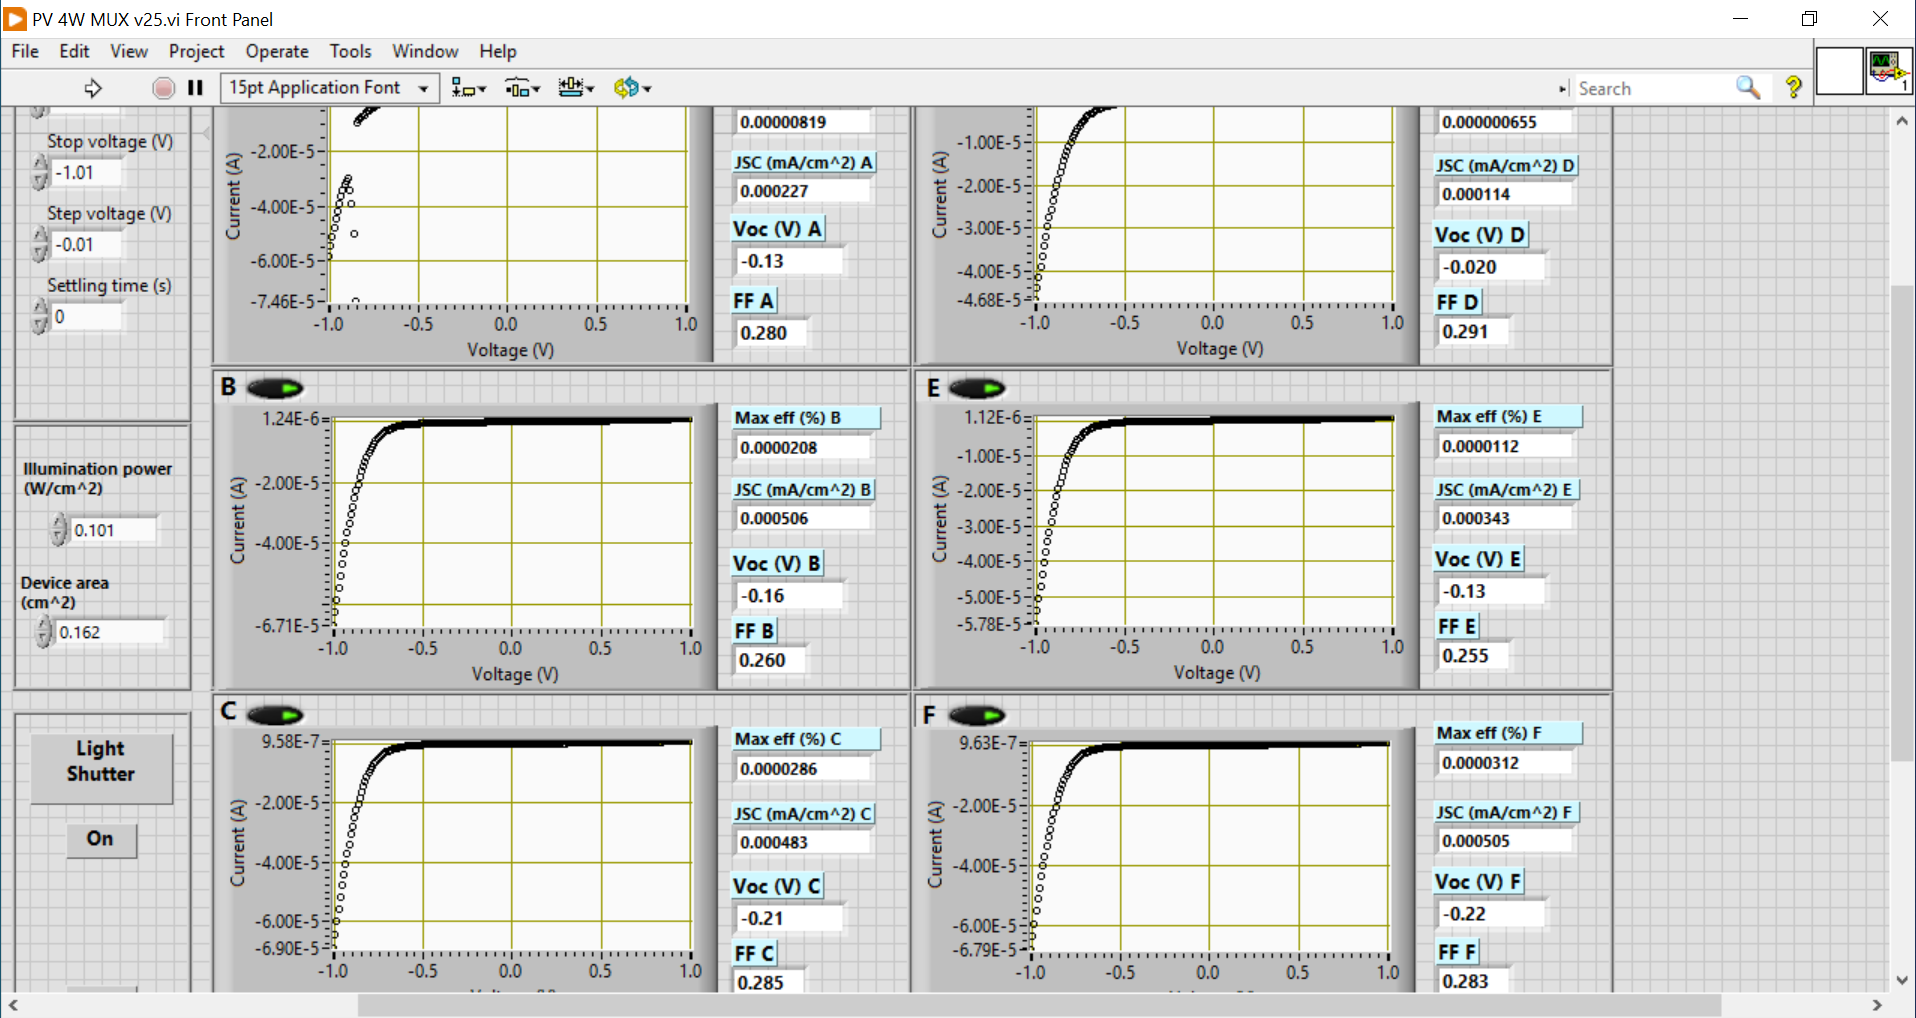 PV 4W MUX v25.vi Front Panel
File Edit View Project Operate Tools Window Help
15pt Application Font
Search
1
Stop voltage (V)
-1.01
Step voltage (V)
-0.01
Settling time (s)
0
Illumination power
(W/cm^2)
0.101
Device area
(cm^2)
0.162
Light
Shutter
On
Current (A)
-2.00E-5
-4.00E-5
-6.00E-5
-7.46E-5
-1.0 -0.5 0.0 0.5 1.0
Voltage (V)
0.00000819
JSC (mA/cm^2) A
0.000227
Voc (V) A
-0.13
FF A
0.280
Current (A)
-1.00E-5
-2.00E-5
-3.00E-5
-4.00E-5
-4.68E-5
-1.0 -0.5 0.0 0.5 1.0
Voltage (V)
0.000000655
JSC (mA/cm^2) D
0.000114
Voc (V) D
-0.020
FF D
0.291
B
Current (A)
1.24E-6
-2.00E-5
-4.00E-5
-6.71E-5
-1.0 -0.5 0.0 0.5 1.0
Voltage (V)
Max eff (%) B
0.0000208
JSC (mA/cm^2) B
0.000506
Voc (V) B
-0.16
FF B
0.260
E
Current (A)
1.12E-6
-1.00E-5
-2.00E-5
-3.00E-5
-4.00E-5
-5.00E-5
-5.78E-5
-1.0 -0.5 0.0 0.5 1.0
Voltage (V)
Max eff (%) E
0.0000112
JSC (mA/cm^2) E
0.000343
Voc (V) E
-0.13
FF E
0.255
C
Current (A)
9.58E-7
-2.00E-5
-4.00E-5
-6.00E-5
-6.90E-5
-1.0 -0.5 0.0 0.5 1.0
Max eff (%) C
0.0000286
JSC (mA/cm^2) C
0.000483
Voc (V) C
-0.21
FF C
0.285
F
Current (A)
9.63E-7
-2.00E-5
-4.00E-5
-6.00E-5
-6.79E-5
-1.0 -0.5 0.0 0.5 1.0
Max eff (%) F
0.0000312
JSC (mA/cm^2) F
0.000505
Voc (V) F
-0.22
FF F
0.283